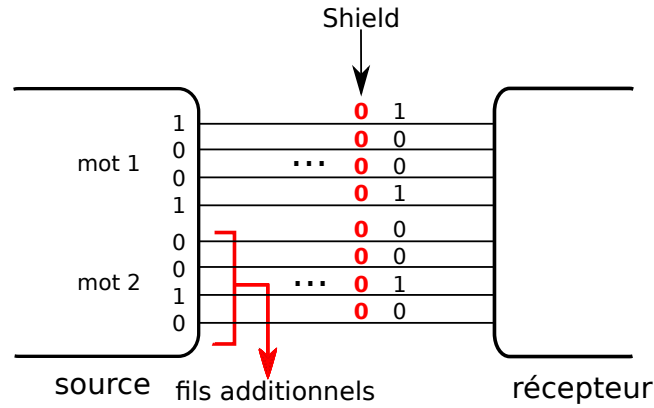 Shield
1 0 1
0 0 0
mot 1 ... 0 0
0
1 0 1
0 0 0
0 0 0
mot 2 ... 0 1
1
0 0 0
source fils additionnels récepteur